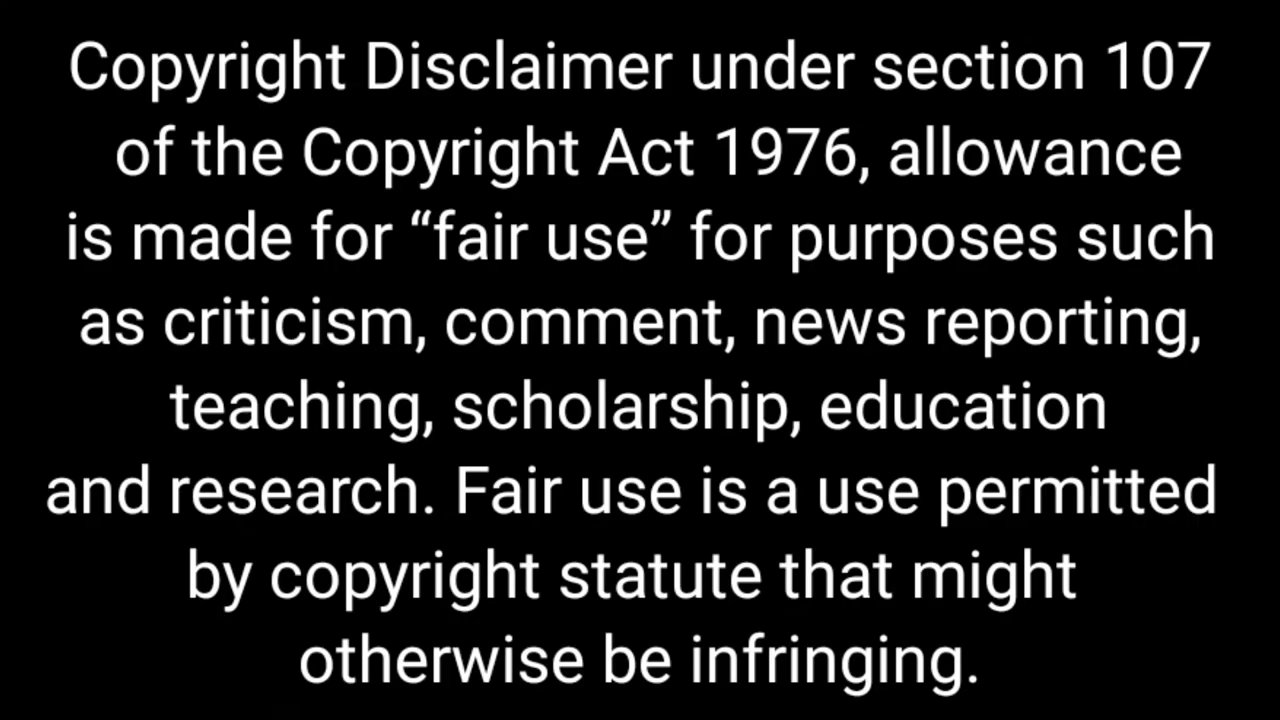 Copyright Disclaimer under section 107
of the Copyright Act 1976, allowance
is made for “fair use” for purposes such
as criticism, comment, news reporting,
teaching, scholarship, education
and research. Fair use is a use permitted
by copyright statute that might
otherwise be infringing.